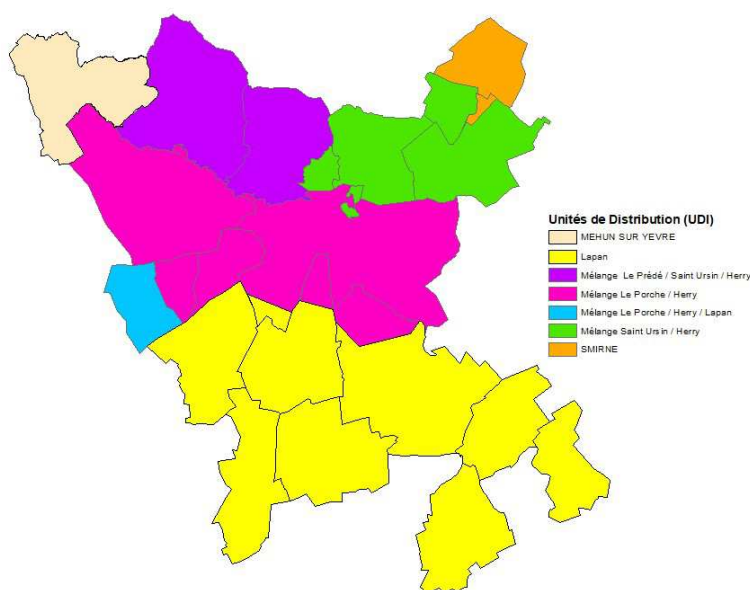 Unités de Distribution (UDI)
MEHUN SUR YEVRE
Lapan
Mélange Le Prédé / Saint Ursin / Herry
Mélange Le Porche / Herry
Mélange Le Porche / Herry / Lapan
Mélange Saint Ursin / Herry
SMIRNE